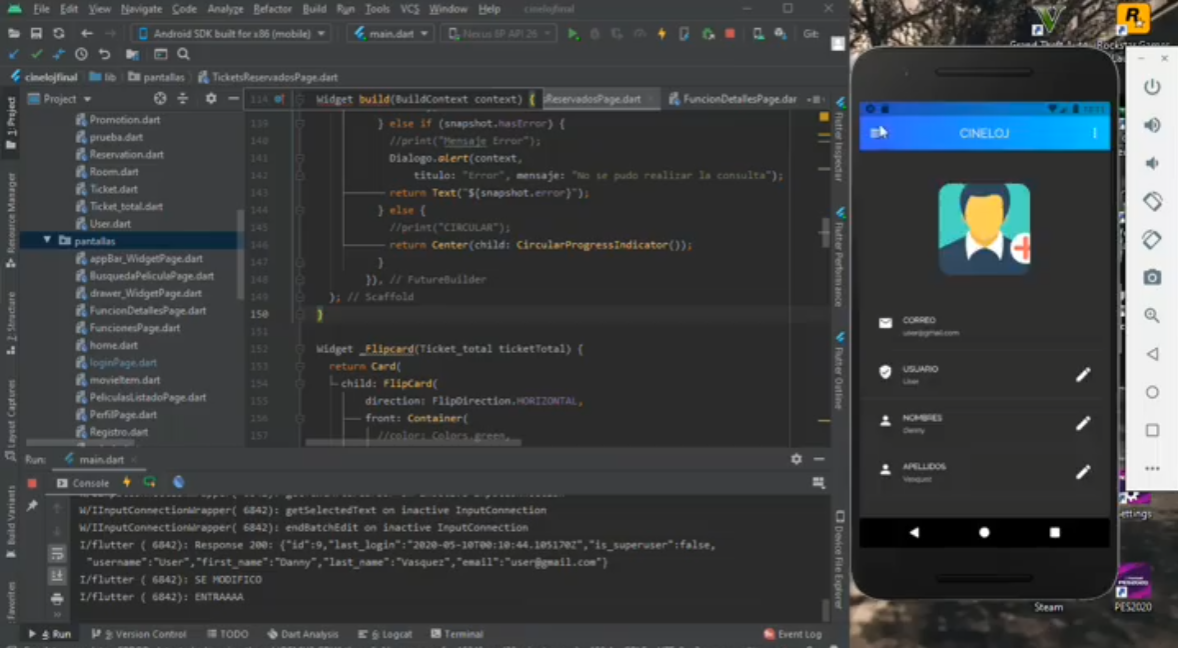 File Edit View Navigate Code Analyze Refactor Build Run Tools VCS Window Help cinelojfinal
Android SDK built for x86 (mobile) main.dart Nexus 6P API 26 Git:
cinelojfinal lib pantallas TicketsReservadosPage.dart
Project
114 Widget build(BuildContext context) { ReservadosPage.dart FuncionDetallesPage.dar
Promotion.dart
prueba.dart
Reservation.dart
Room.dart
Ticket.dart
Ticket_total.dart
User.dart
pantallas
appBar_WidgetPage.dart
BusquedaPeliculaPage.dart
drawer_WidgetPage.dart
FuncionDetallesPage.dart
FuncionesPage.dart
home.dart
loginPage.dart
movieItem.dart
PeliculasListadoPage.dart
PerfilPage.dart
Registro.dart
139 } else if (snapshot.hasError) {
140 //print("Mensaje Error");
141 Dialogo.alert(context,
142 titulo: "Error", mensaje: "No se pudo realizar la consulta");
143 return Text("${snapshot.error}");
144 } else {
145 //print("CIRCULAR");
146 return Center(child: CircularProgressIndicator());
147 }
148 }), // FutureBuilder
149 ); // Scaffold
150 }
151
152 Widget _Flipcard(Ticket_total ticketTotal) {
153 return Card(
154 child: FlipCard(
155 direction: FlipDirection.HORIZONTAL,
156 front: Container(
157 //color: Colors.green,
1: Project
Resource Manager
Z: Structure
Layout Captures
Build Variants
Favorites
Flutter Inspector
Flutter Performance
Flutter Outline
Device File Explorer
Run: main.dart
Console
W/IInputConnectionWrapper( 6842): getSelectedText on inactive InputConnection
W/IInputConnectionWrapper( 6842): endBatchEdit on inactive InputConnection
I/flutter ( 6842): Response 200: {"id":9,"last_login":"2020-05-10T00:10:44.105170Z","is_superuser":false,
"username":"User","first_name":"Danny","last_name":"Vasquez","email":"user@gmail.com"}
I/flutter ( 6842): SE MODIFICO
I/flutter ( 6842): ENTRAAAA
4: Run 9: Version Control TODO Dart Analysis 6: Logcat Terminal Event Log
CINELOJ
CORREO
user@gmail.com
USUARIO
User
NOMBRES
Danny
APELLIDOS
Vasquez
Grand Theft Auto
Rockstar Games
ettings
Steam
PES2020